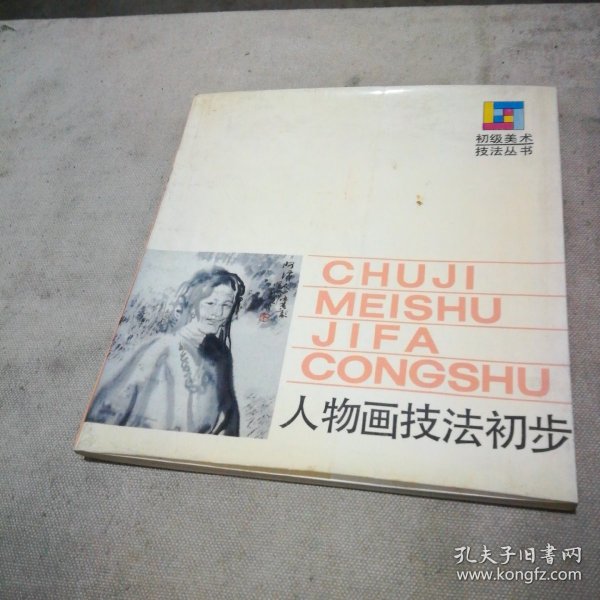 初级美术
技法丛书
CHUJI
MEISHU
JIFA
CONGSHU
人物画技法初步
孔夫子旧书网
www.kongfz.com